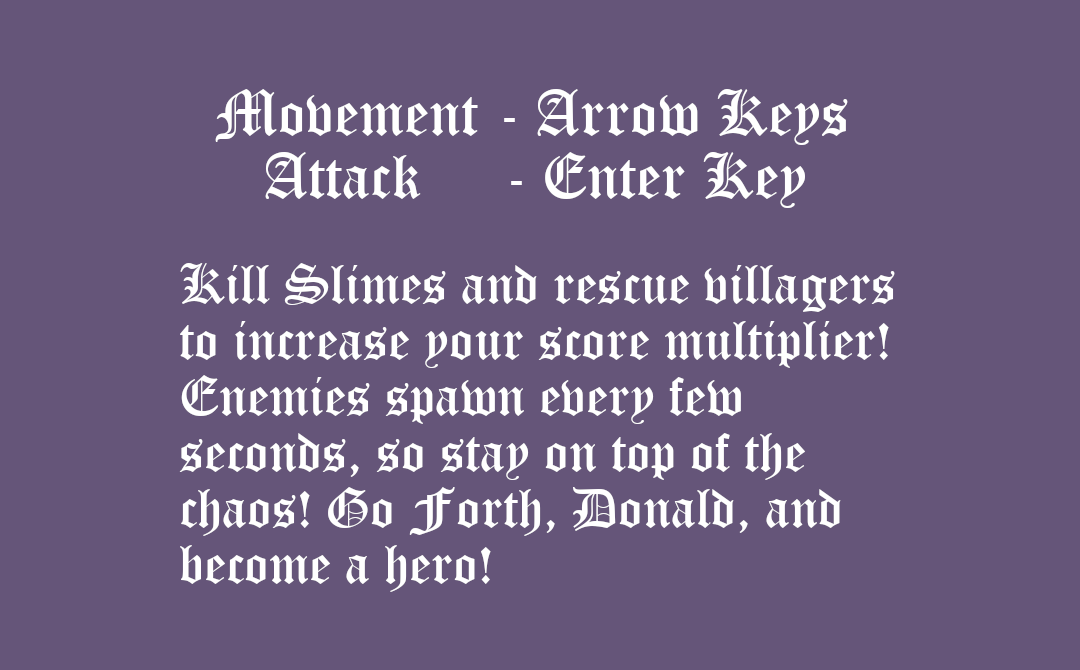 Movement - Arrow Keys
Attack - Enter Key
Kill Slimes and rescue villagers
to increase your score multiplier!
Enemies spawn every few
seconds, so stay on top of the
chaos! Go Forth, Donald, and
become a hero!